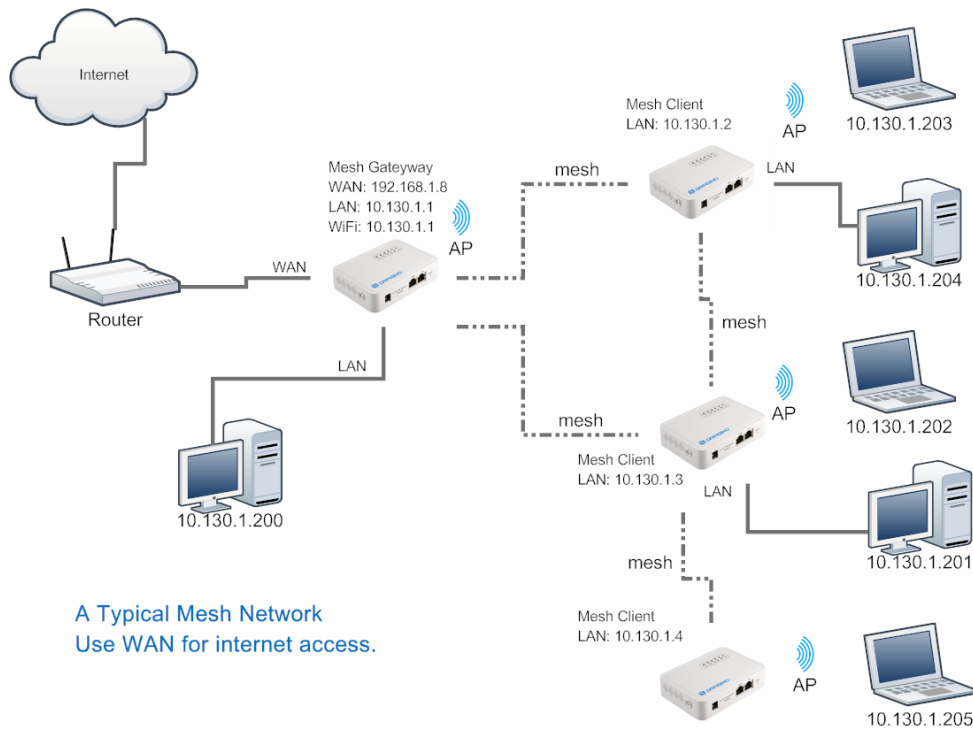 Internet
Mesh Gateyway
WAN: 192.168.1.8
LAN: 10.130.1.1
WiFi: 10.130.1.1
AP
WAN
Router
LAN
10.130.1.200
mesh
Mesh Client
LAN: 10.130.1.2
AP
10.130.1.203
LAN
10.130.1.204
mesh
mesh
Mesh Client
LAN: 10.130.1.3
AP
10.130.1.202
LAN
10.130.1.201
mesh
Mesh Client
LAN: 10.130.1.4
AP
10.130.1.205
A Typical Mesh Network
Use WAN for internet access.